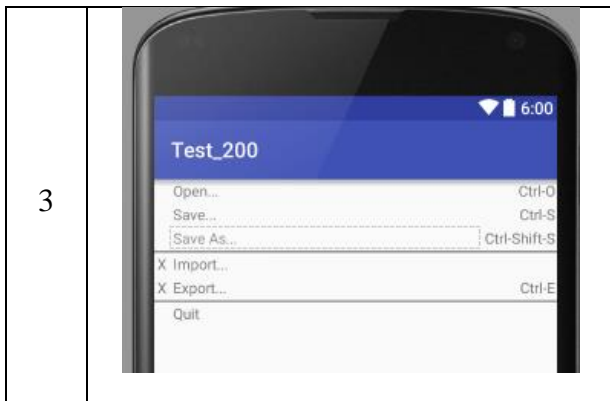 3
6:00
Test_200
Open... Ctrl-O
Save... Ctrl-S
Save As... Ctrl-Shift-S
X Import...
X Export... Ctrl-E
Quit